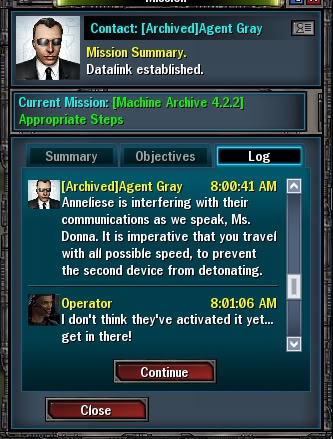 Mission
Contact: [Archived]Agent Gray
Mission Summary.
Datalink established.
Current Mission: [Machine Archive 4.2.2]
Appropriate Steps
Summary
Objectives
Log
[Archived]Agent Gray 8:00:41 AM
Anneliese is interfering with their
communications as we speak, Ms.
Donna. It is imperative that you travel
with all possible speed, to prevent
the second device from detonating.
Operator 8:01:06 AM
I don't think they've activated it yet...
get in there!
Continue
Close